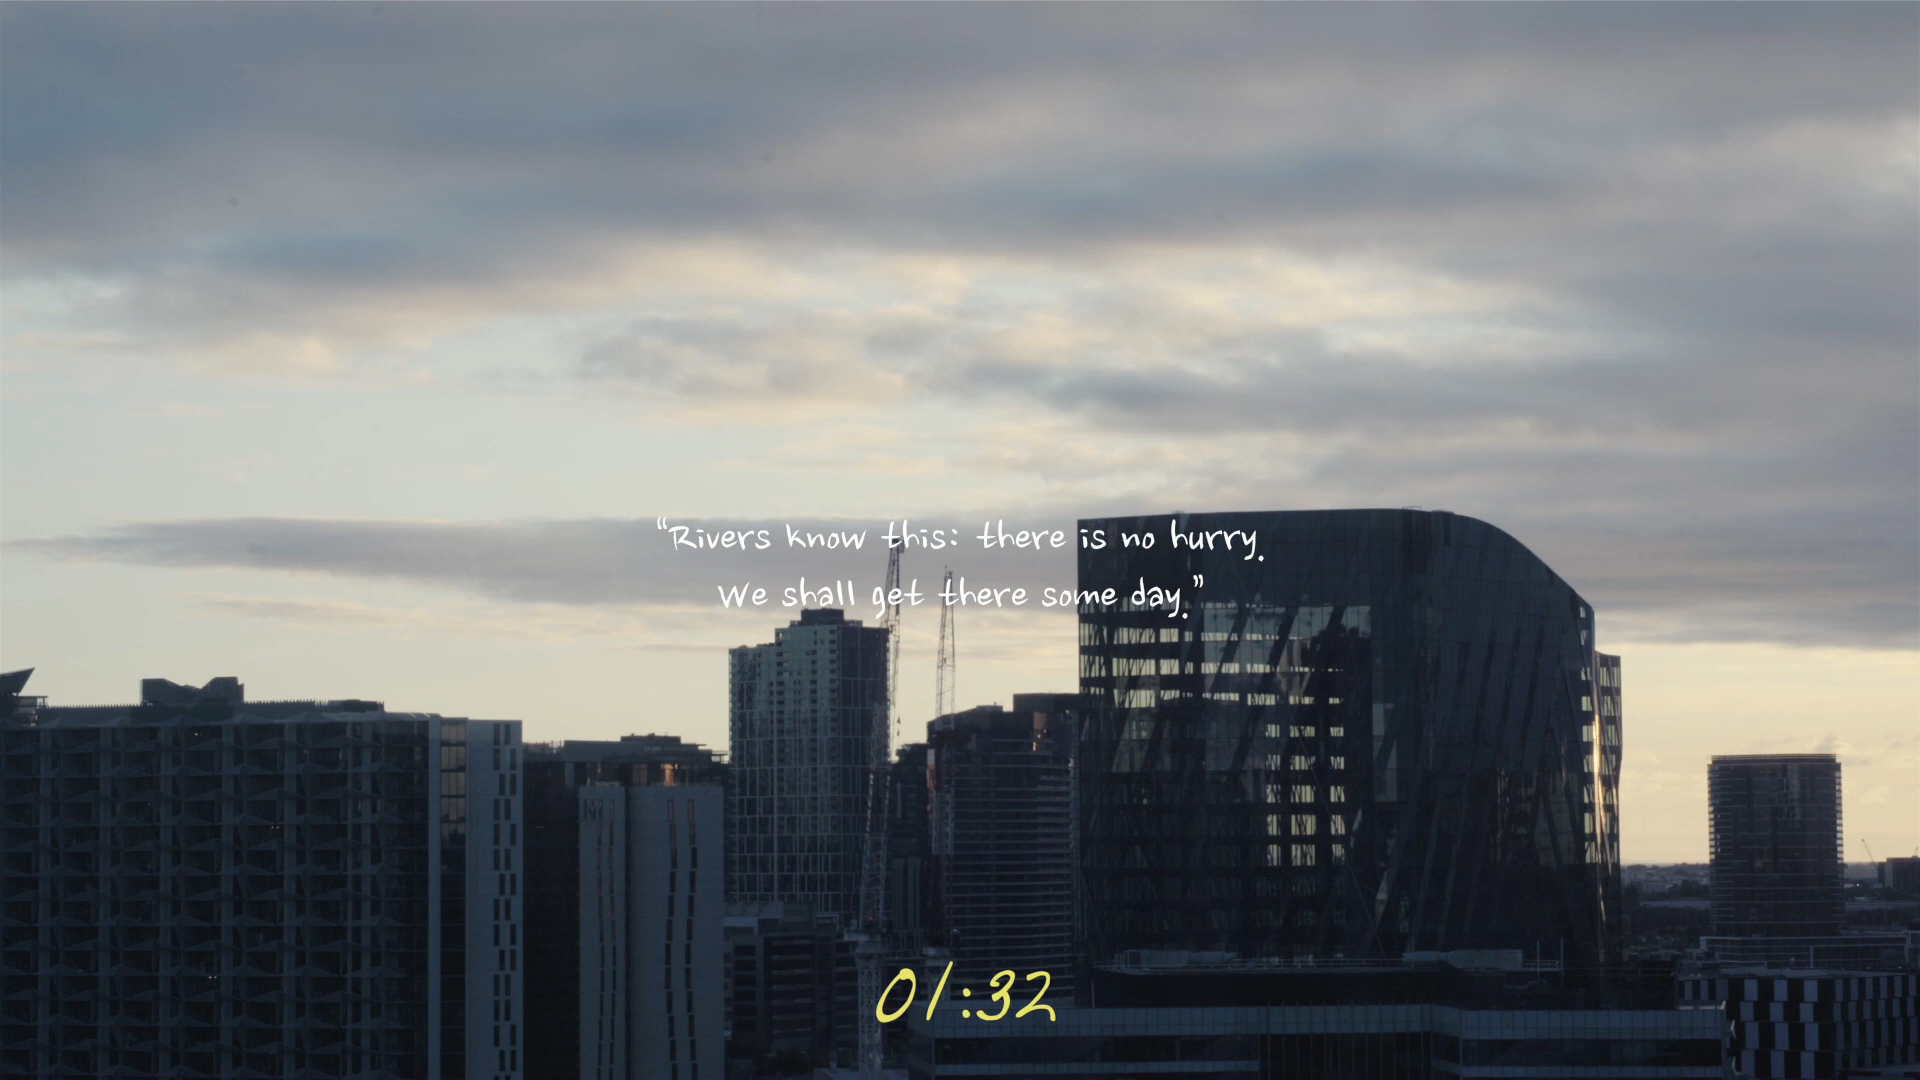 “Rivers know this: there is no hurry.
We shall get there some day.”
01:32